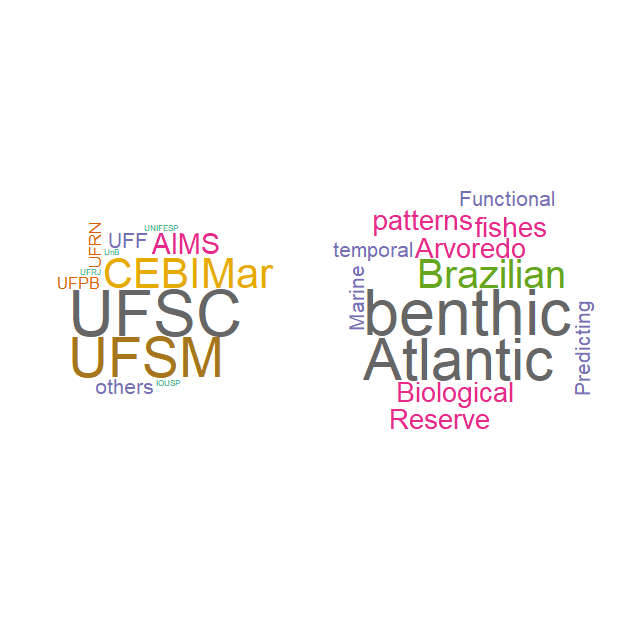 UNIFESP
UFRN
UFF
AIMS
UnB
UFRJ
UFPB
CEBIMar
UFSC
UFSM
others
IOUSP
Functional
patterns
fishes
temporal
Arvoredo
Marine
Brazilian
benthic
Predicting
Atlantic
Biological
Reserve